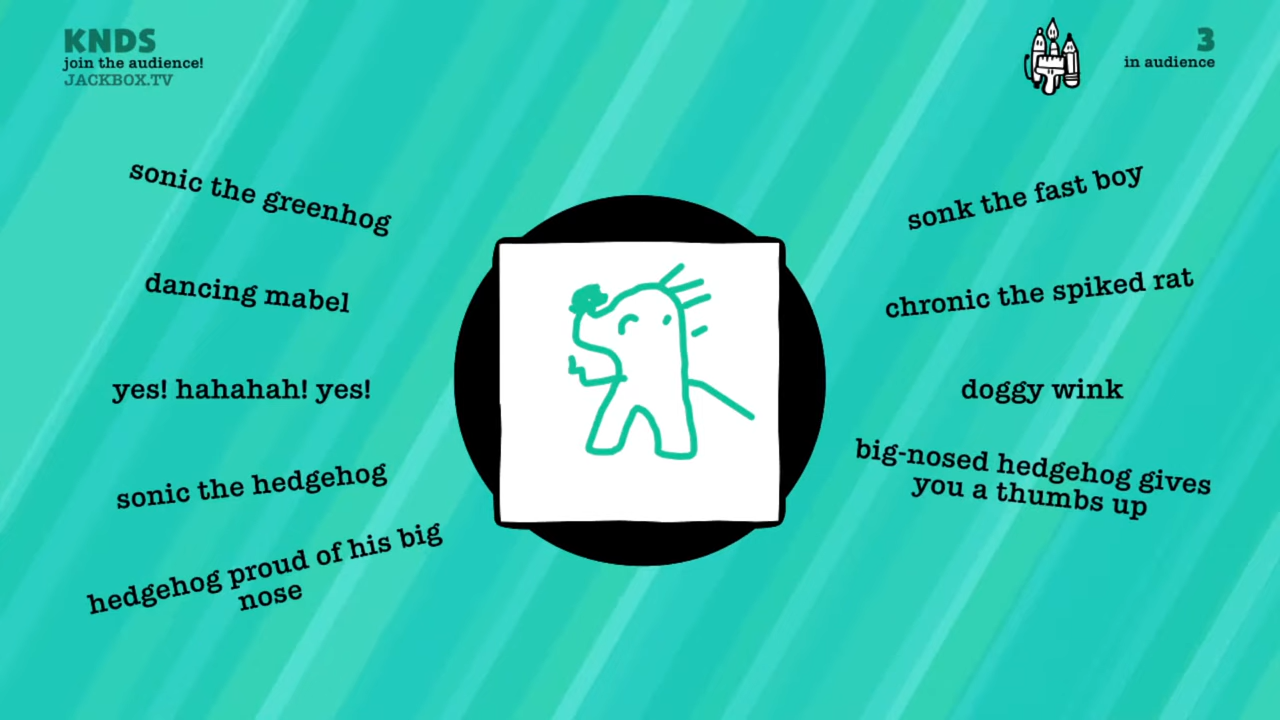 KNDS
join the audience!
JACKBOX.TV
3
in audience
sonic the greenhog
dancing mabel
yes! hahahah! yes!
sonic the hedgehog
hedgehog proud of his big
nose
sonk the fast boy
chronic the spiked rat
doggy wink
big-nosed hedgehog gives
you a thumbs up